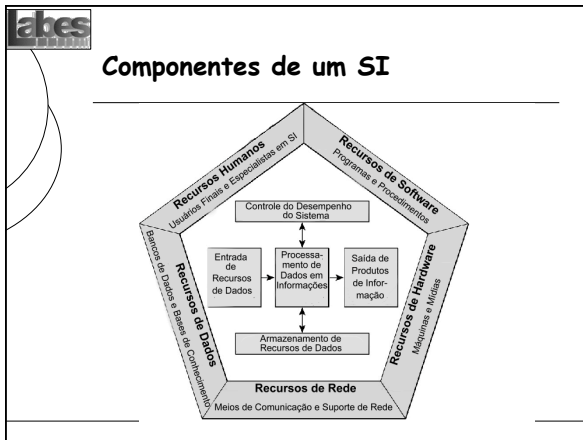 Labes
Componentes de um SI
Recursos Humanos
Usuários Finais e Especialistas em SI
Recursos de Software
Programas e Procedimentos
Controle do Desempenho
do Sistema
Entrada
de
Recursos
de Dados
Processa-
mento de
Dados em
Informações
Saída de
Produtos
de Infor-
mação
Armazenamento de
Recursos de Dados
Recursos de Dados
Bancos de Dados e Bases de Conhecimento
Recursos de Hardware
Máquinas e Mídias
Recursos de Rede
Meios de Comunicação e Suporte de Rede